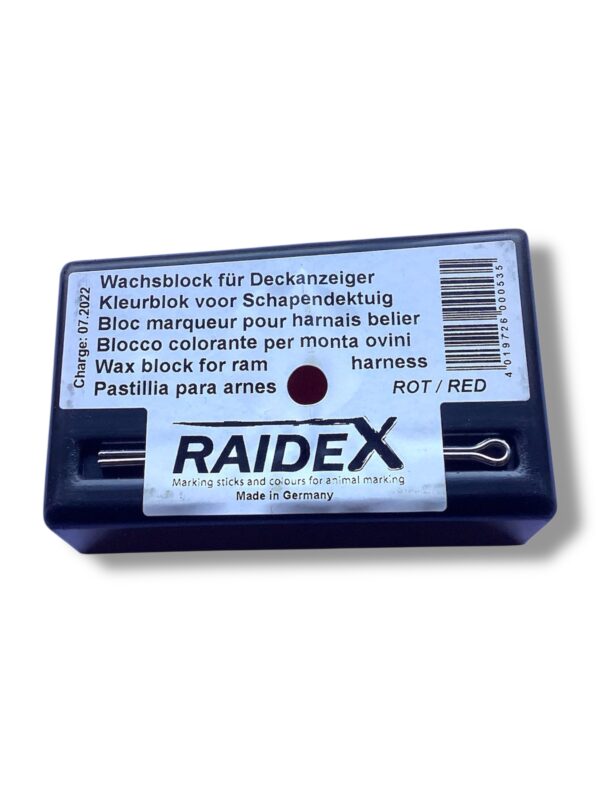 Charge: 07.2022
Wachsblock für Deckanzeiger
Kleurblok voor Schapendektuig
Bloc marqueur pour harnais belier
Blocco colorante per monta ovini
Wax block for ram harness
Pastillia para arnes
ROT / RED
4 019726 000535
RAIDEX
Marking sticks and colours for animal marking
Made in Germany